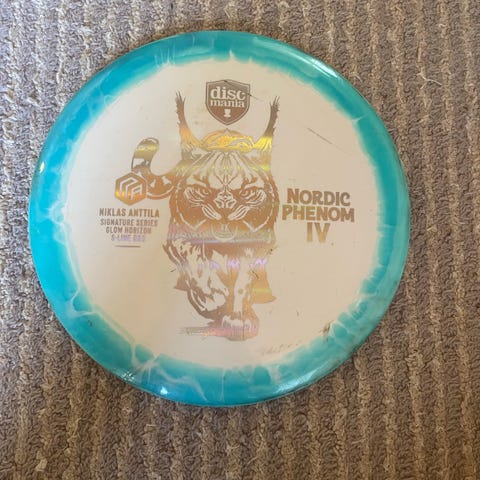 disc
mania
NORDIC
PHENOM
IV
NIKLAS ANTTILA
SIGNATURE SERIES
GLOW HORIZON
S-LINE DD3